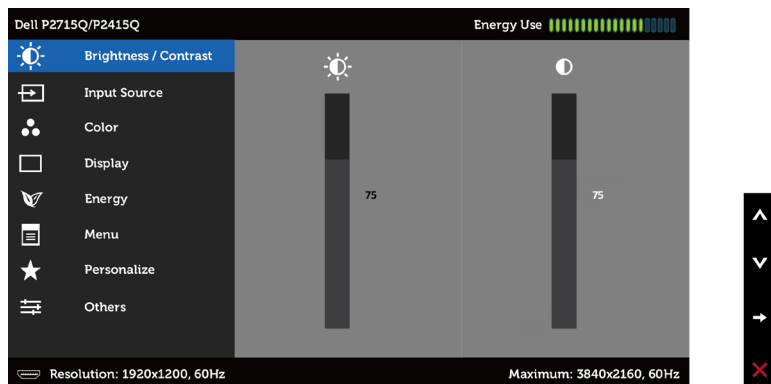 Dell P2715Q/P2415Q
Energy Use
Brightness / Contrast
Input Source
Color
Display
Energy
Menu
Personalize
Others
75
75
Resolution: 1920x1200, 60Hz
Maximum: 3840x2160, 60Hz